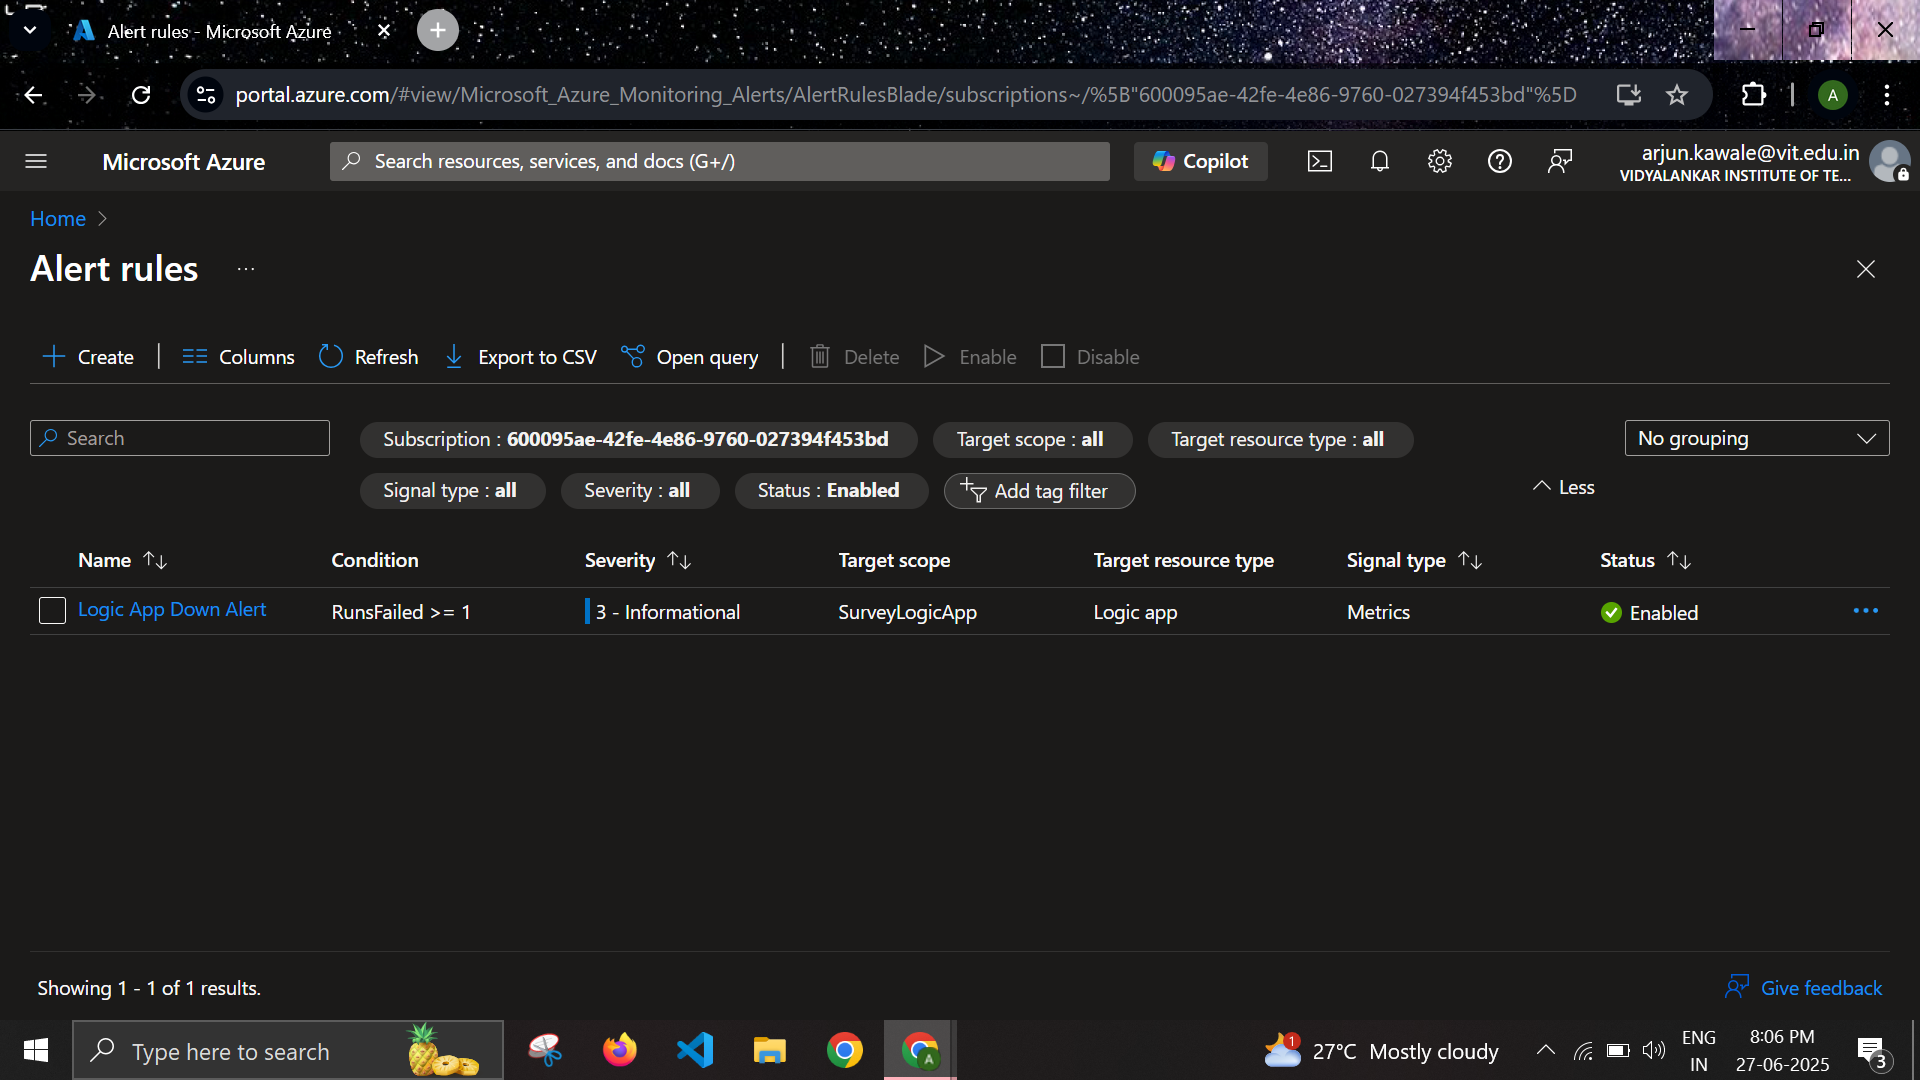 Alert rules - Microsoft Azure
portal.azure.com/#view/Microsoft_Azure_Monitoring_Alerts/AlertRulesBlade/subscriptions~/%5B"600095ae-42fe-4e86-9760-027394f453bd"%5D
A
Microsoft Azure
Search resources, services, and docs (G+/)
Copilot
arjun.kawale@vit.edu.in
VIDYALANKAR INSTITUTE OF TE...
Home
Alert rules
...
Create
Columns
Refresh
Export to CSV
Open query
Delete
Enable
Disable
Search
Subscription : 600095ae-42fe-4e86-9760-027394f453bd
Target scope : all
Target resource type : all
No grouping
Signal type : all
Severity : all
Status : Enabled
Add tag filter
Less
Name Condition Severity Target scope Target resource type Signal type Status
Logic App Down Alert RunsFailed >= 1 3 - Informational SurveyLogicApp Logic app Metrics Enabled
Showing 1 - 1 of 1 results.
Give feedback
Type here to search
A
1
27°C Mostly cloudy
ENG
IN
8:06 PM
27-06-2025
3